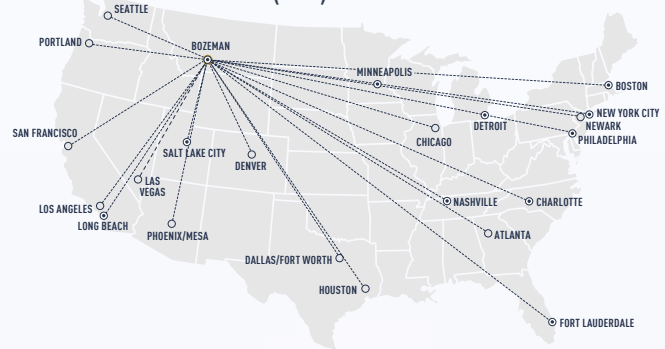 SEATTLE
PORTLAND
BOZEMAN
MINNEAPOLIS
BOSTON
NEW YORK CITY
NEWARK
DETROIT
PHILADELPHIA
SAN FRANCISCO
CHICAGO
SALT LAKE CITY
DENVER
LAS
VEGAS
NASHVILLE
CHARLOTTE
LOS ANGELES
LONG BEACH
PHOENIX/MESA
ATLANTA
DALLAS/FORT WORTH
HOUSTON
FORT LAUDERDALE